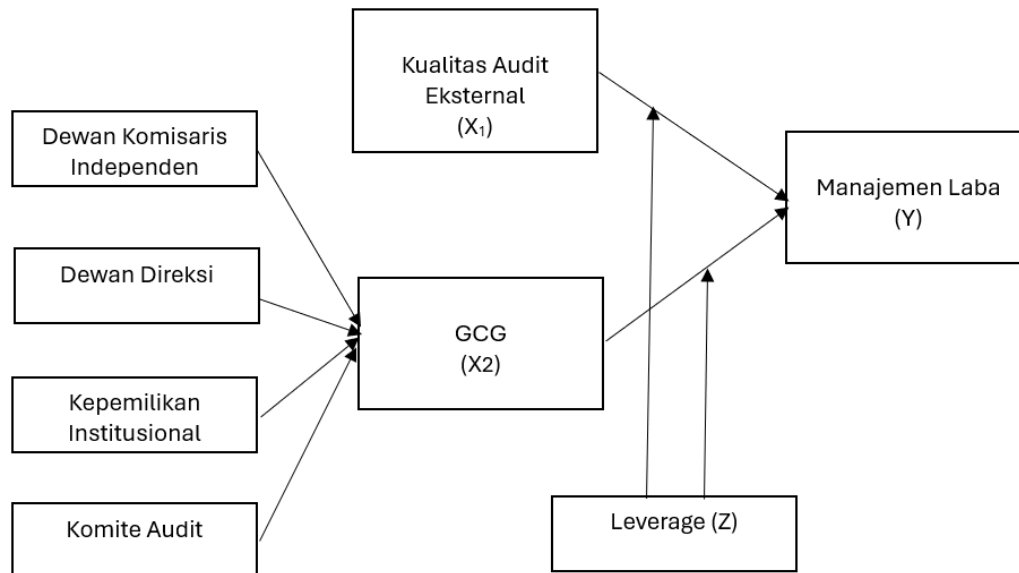 Kualitas Audit
Eksternal
(X₁)
Dewan Komisaris
Independen
Manajemen Laba
(Y)
Dewan Direksi
GCG
(X2)
Kepemilikan
Institusional
Leverage (Z)
Komite Audit